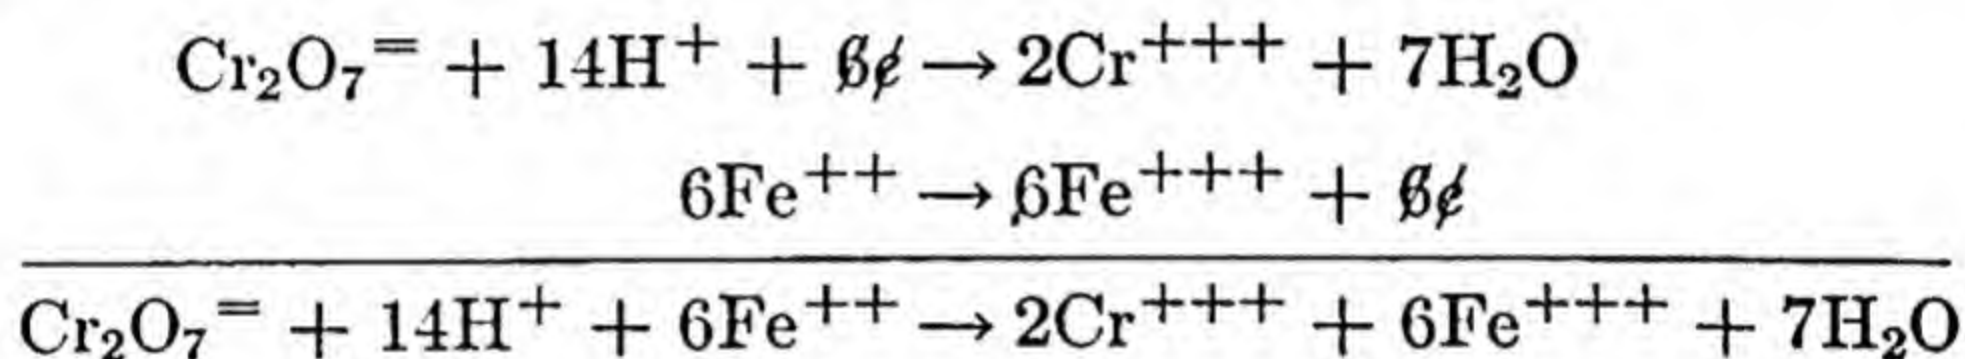 Cr₂O₇⁼ + 14H⁺ + 6e → 2Cr⁺⁺⁺ + 7H₂O
6Fe⁺⁺ → 6Fe⁺⁺⁺ + 6e
Cr₂O₇⁼ + 14H⁺ + 6Fe⁺⁺ → 2Cr⁺⁺⁺ + 6Fe⁺⁺⁺ + 7H₂O